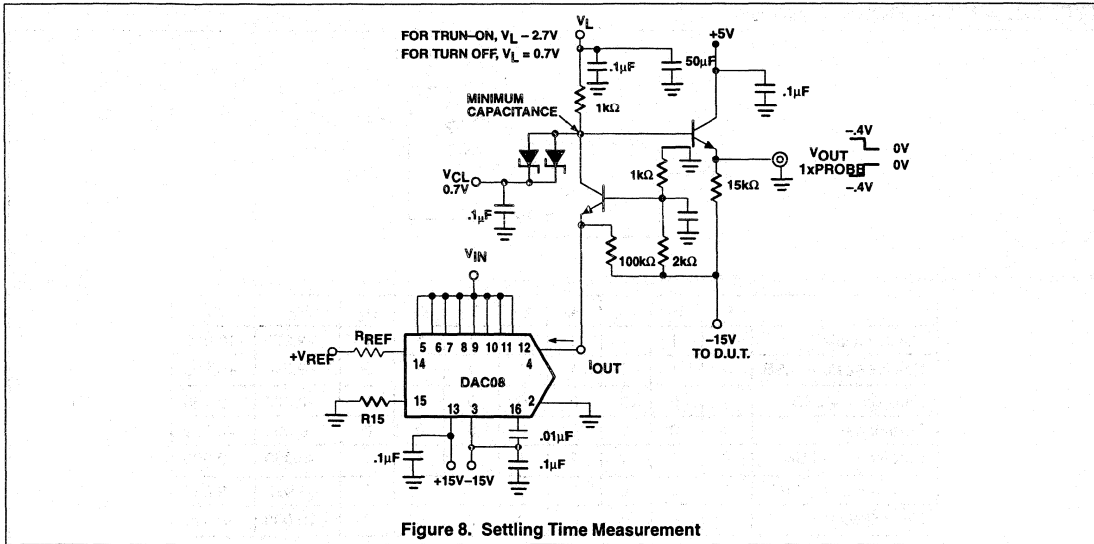 FOR TRUN–ON, VL – 2.7V
FOR TURN OFF, VL = 0.7V
VL
+5V
.1µF
50µF
.1µF
1kΩ
MINIMUM
CAPACITANCE
–.4V
0V
VOUT
0V
1xPROBE
–.4V
1kΩ
15kΩ
VCL
0.7V
.1µF
100kΩ
2kΩ
VIN
–15V
TO D.U.T.
+VREF
RREF
5 6 7 8 9 10 11 12
14
4
IOUT
DAC08
15
2
R15
13 3 16
.01µF
.1µF
.1µF
+15V–15V
Figure 8. Settling Time Measurement